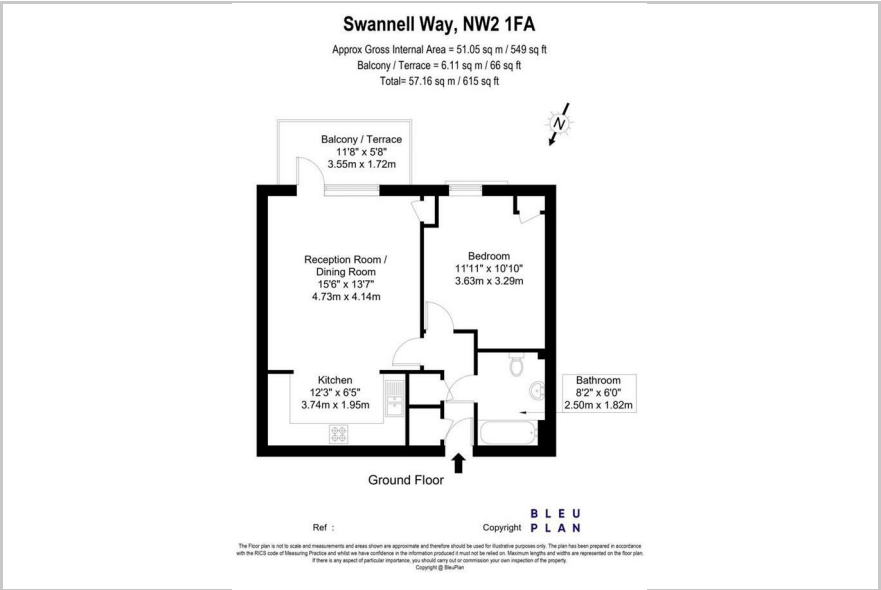 Swannell Way, NW2 1FA
Approx Gross Internal Area = 51.05 sq m / 549 sq ft
Balcony / Terrace = 6.11 sq m / 66 sq ft
Total= 57.16 sq m / 615 sq ft
N
Balcony / Terrace
11'8" x 5'8"
3.55m x 1.72m
Reception Room /
Dining Room
15'6" x 13'7"
4.73m x 4.14m
Bedroom
11'11" x 10'10"
3.63m x 3.29m
Kitchen
12'3" x 6'5"
3.74m x 1.95m
Bathroom
8'2" x 6'0"
2.50m x 1.82m
Ground Floor
Ref :
Copyright
BLEU
PLAN
The Floor plan is not to scale and measurements and areas shown are approximate and therefore should be used for illustrative purposes only. The plan has been prepared in accordance
with the RICS code of Measuring Practice and whilst we have confidence in the information produced it must not be relied on. Maximum lengths and widths are represented on the floor plan.
If there is any aspect of particular importance, you should carry out or commission your own inspection of the property.
Copyright @ BleuPlan